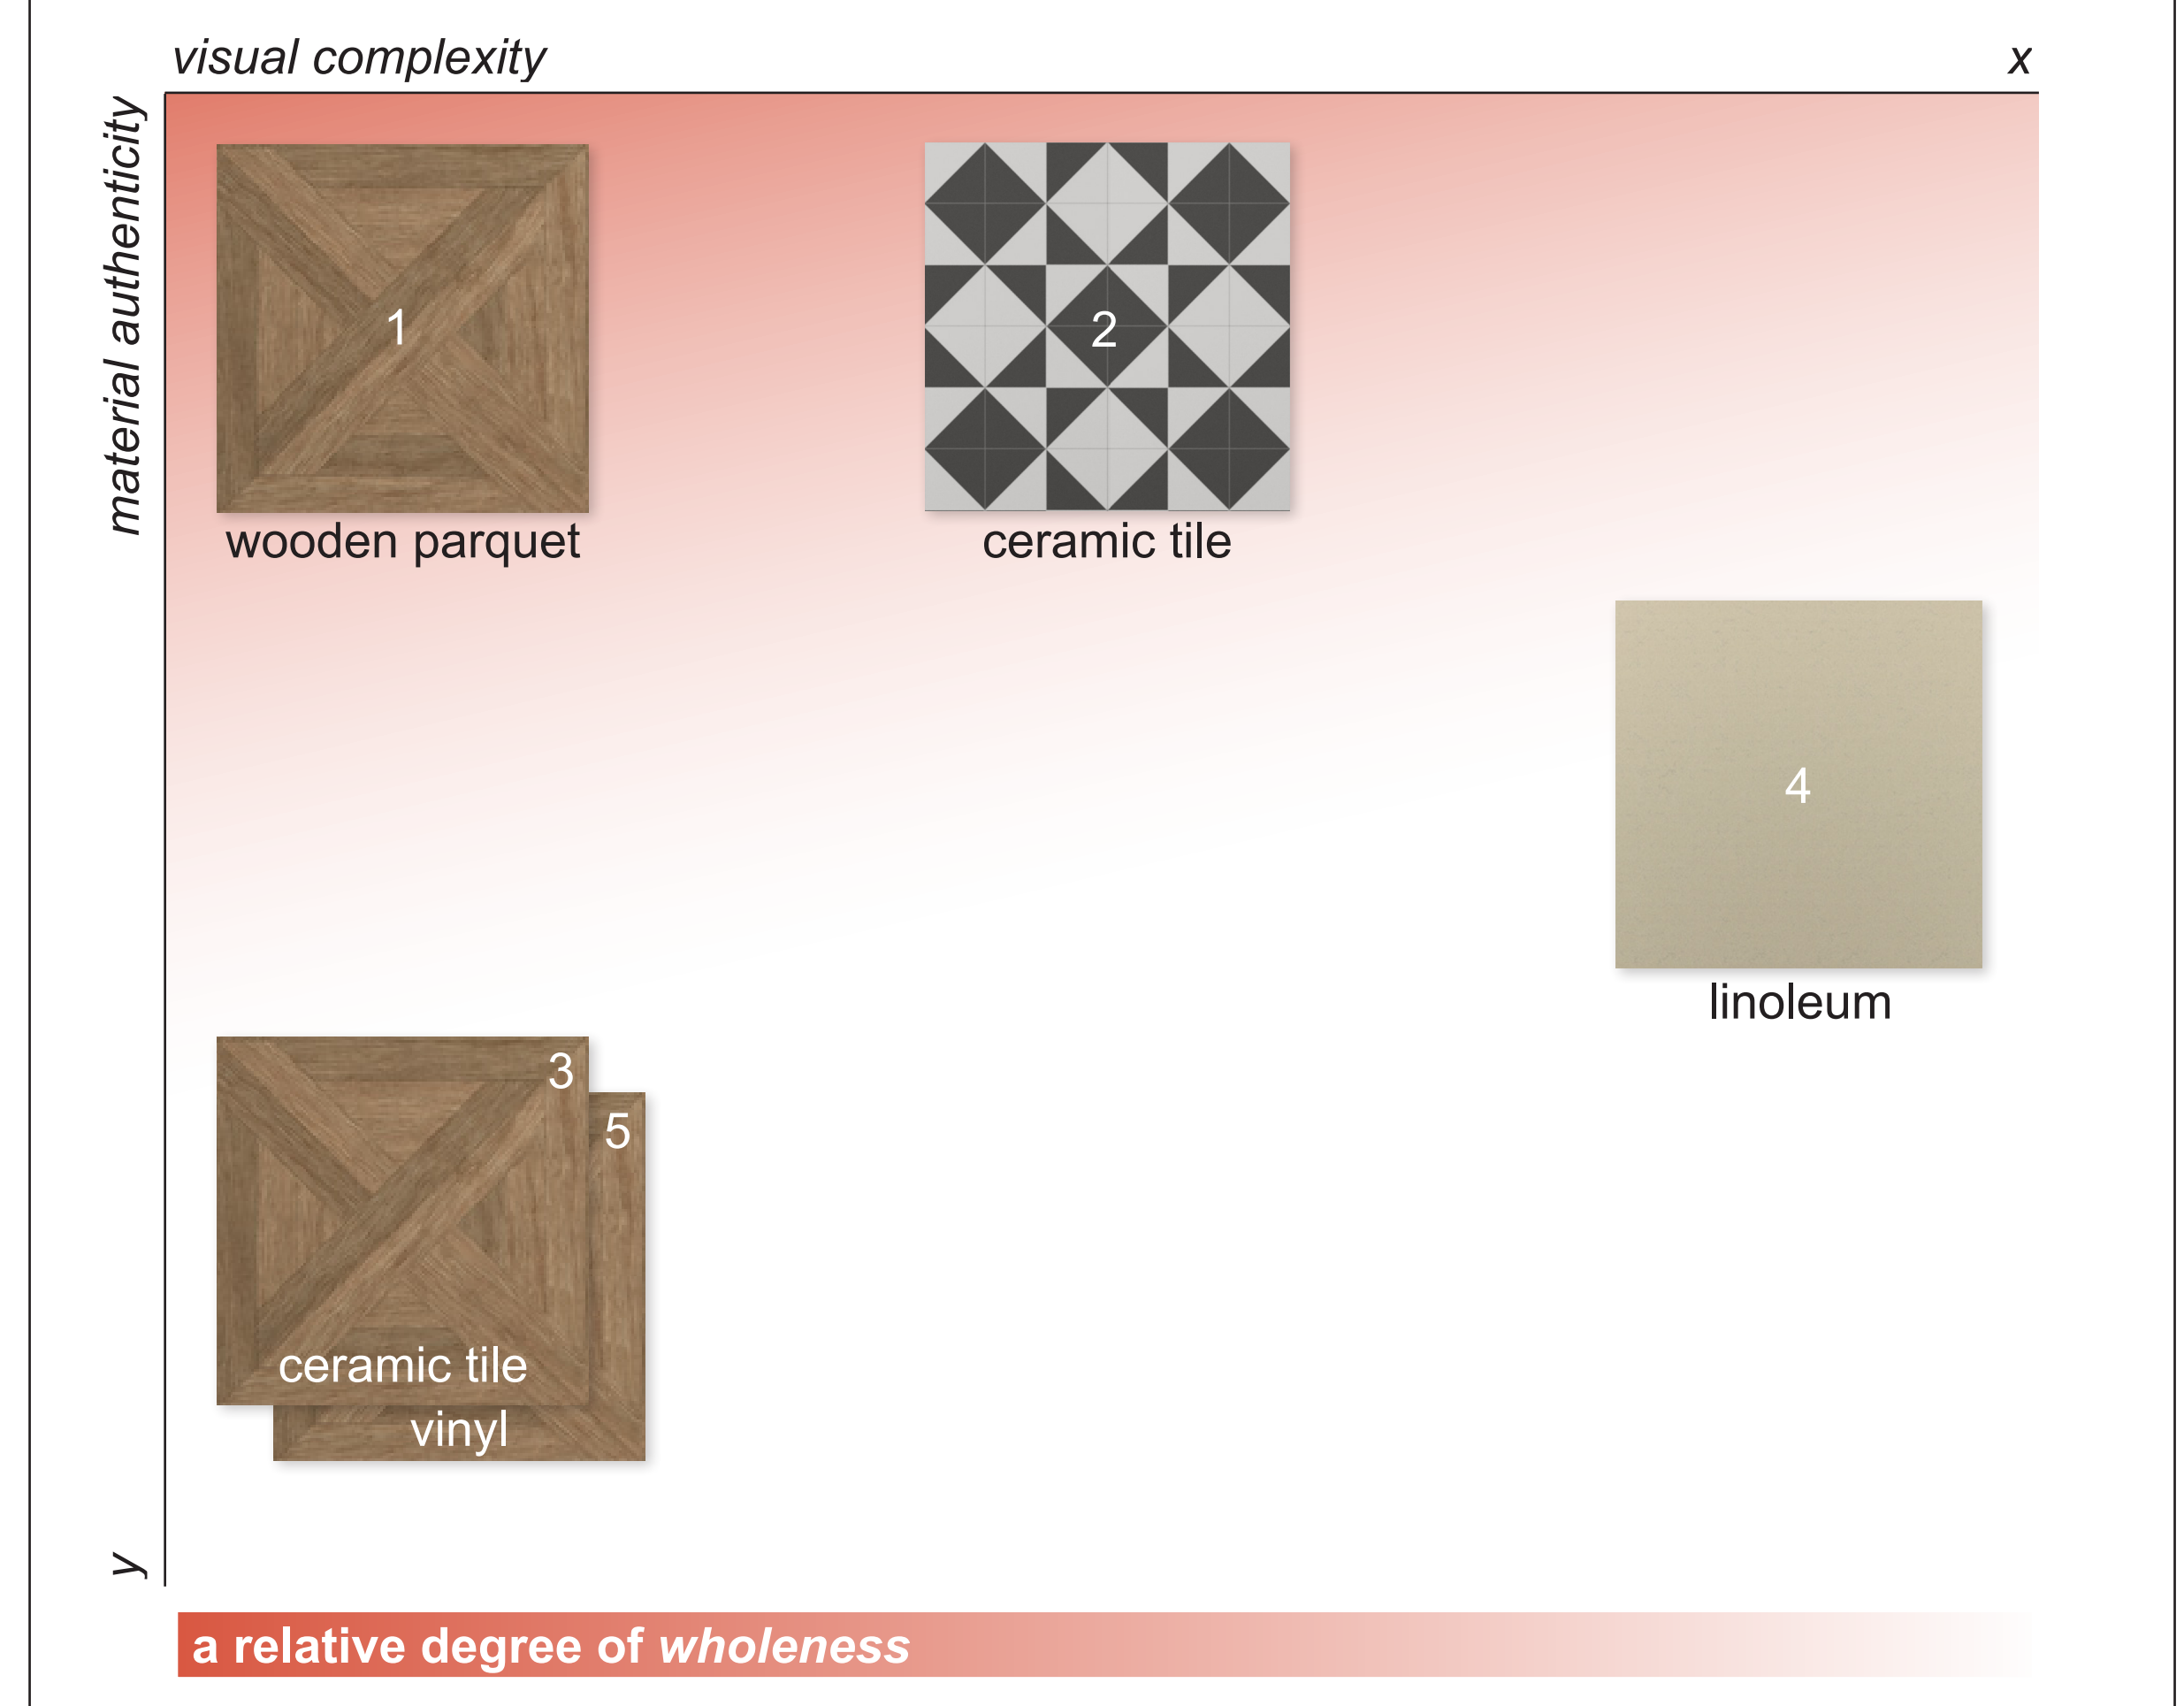 visual complexity
x
material authenticity
1
2
wooden parquet
ceramic tile
4
linoleum
3
5
ceramic tile
vinyl
y
a relative degree of wholeness